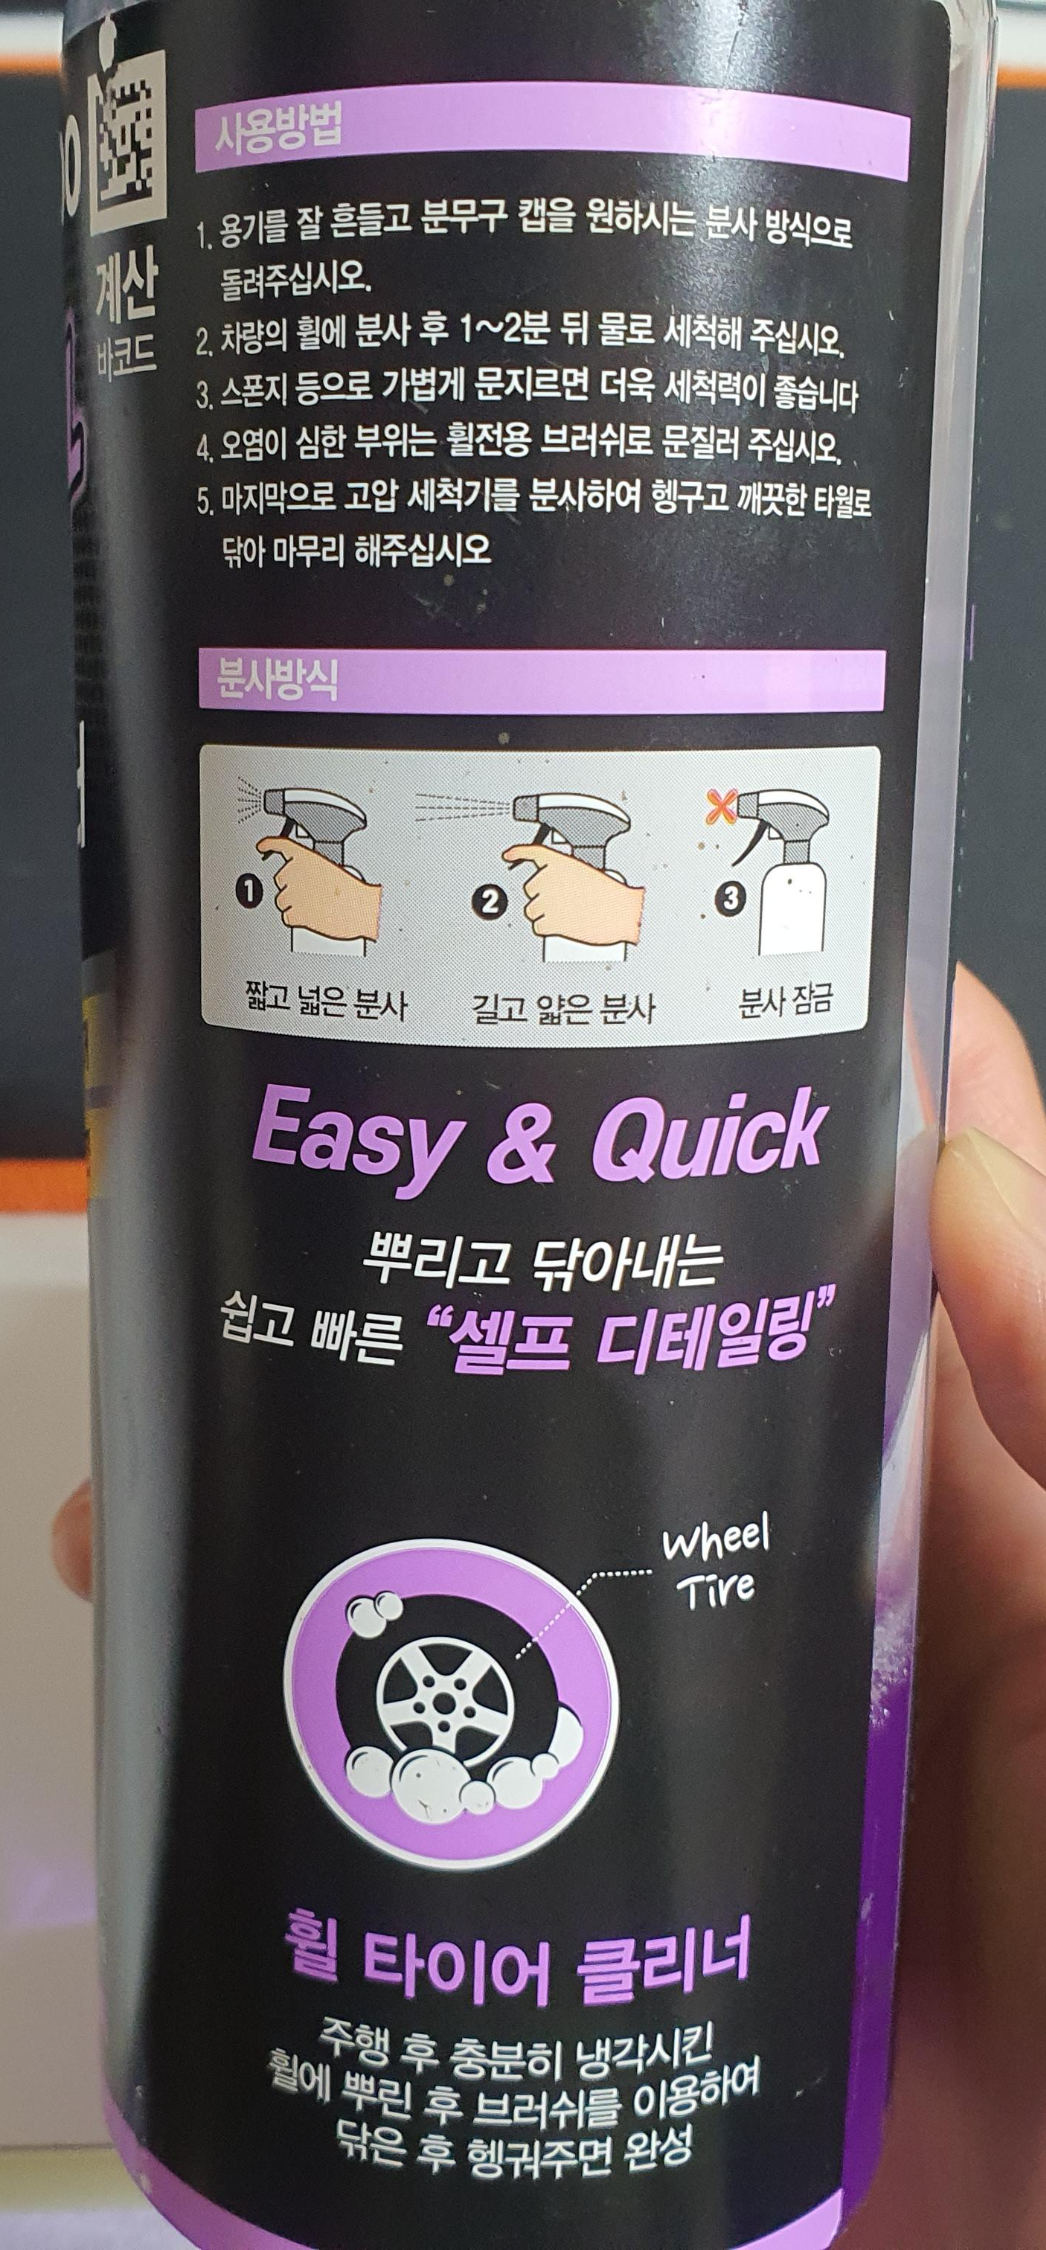 계산
바코드
사용방법
1. 용기를 잘 흔들고 분무구 캡을 원하시는 분사 방식으로
돌려주십시오.
2. 차량의 휠에 분사 후 1~2분 뒤 물로 세척해 주십시오.
3. 스폰지 등으로 가볍게 문지르면 더욱 세척력이 좋습니다
4. 오염이 심한 부위는 휠전용 브러쉬로 문질러 주십시오.
5. 마지막으로 고압 세척기를 분사하여 헹구고 깨끗한 타월로
닦아 마무리 해주십시오
분사방식
1 2 3
짧고 넓은 분사 길고 얇은 분사 분사 잠금
Easy & Quick
뿌리고 닦아내는
쉽고 빠른 “셀프 디테일링”
Wheel
Tire
휠 타이어 클리너
주행 후 충분히 냉각시킨
휠에 뿌린 후 브러쉬를 이용하여
닦은 후 헹궈주면 완성